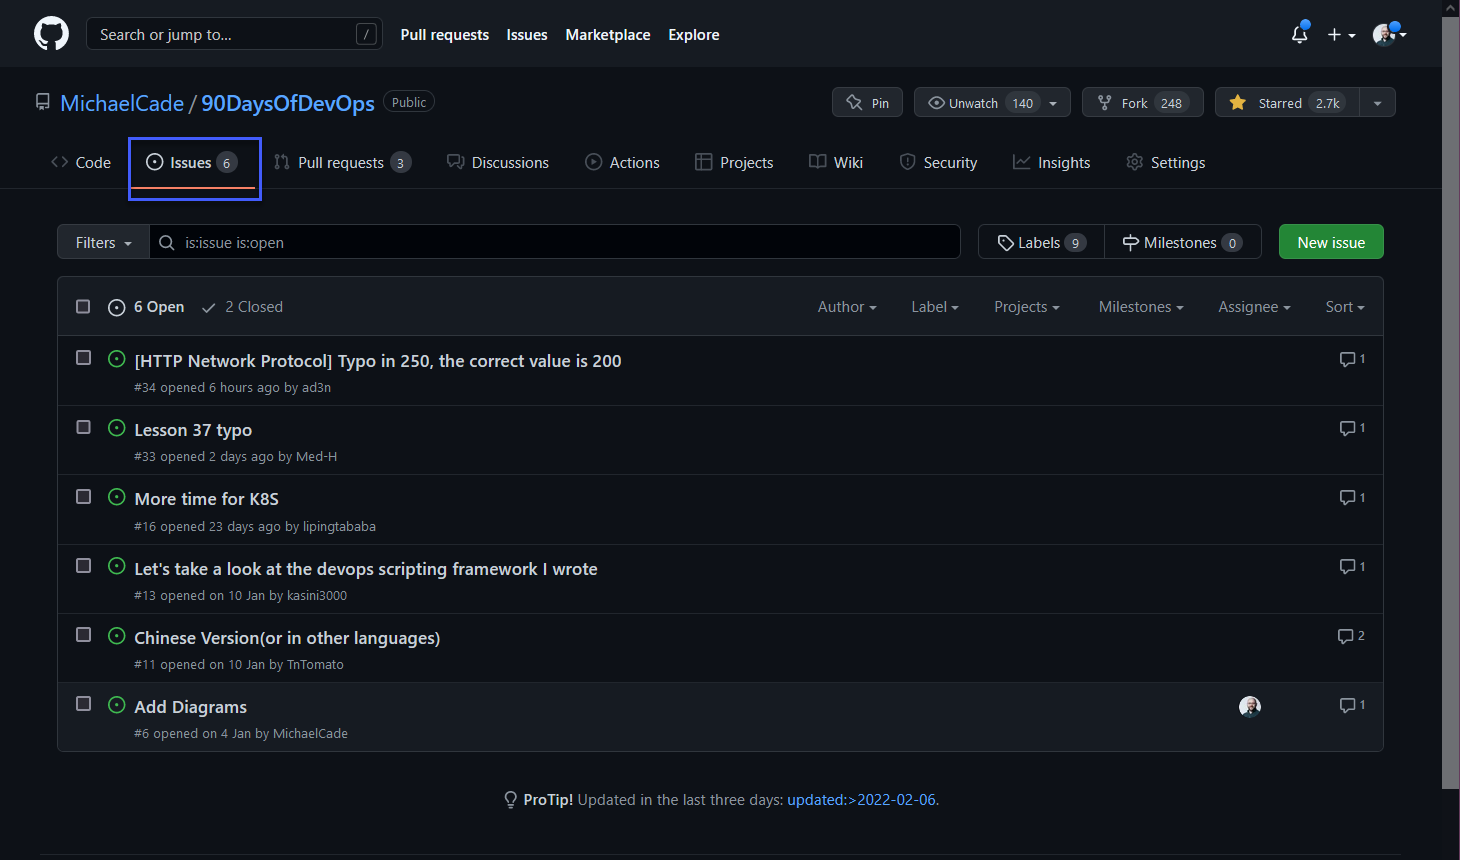 Search or jump to... / Pull requests Issues Marketplace Explore
MichaelCade / 90DaysOfDevOps Public Pin Unwatch 140 Fork 248 Starred 2.7k
Code Issues 6 Pull requests 3 Discussions Actions Projects Wiki Security Insights Settings
Filters is:issue is:open Labels 9 Milestones 0 New issue
6 Open 2 Closed Author Label Projects Milestones Assignee Sort
[HTTP Network Protocol] Typo in 250, the correct value is 200 1
#34 opened 6 hours ago by ad3n
Lesson 37 typo 1
#33 opened 2 days ago by Med-H
More time for K8S 1
#16 opened 23 days ago by lipingtababa
Let's take a look at the devops scripting framework I wrote 1
#13 opened on 10 Jan by kasini3000
Chinese Version(or in other languages) 2
#11 opened on 10 Jan by TnTomato
Add Diagrams 1
#6 opened on 4 Jan by MichaelCade
ProTip! Updated in the last three days: updated:>2022-02-06.